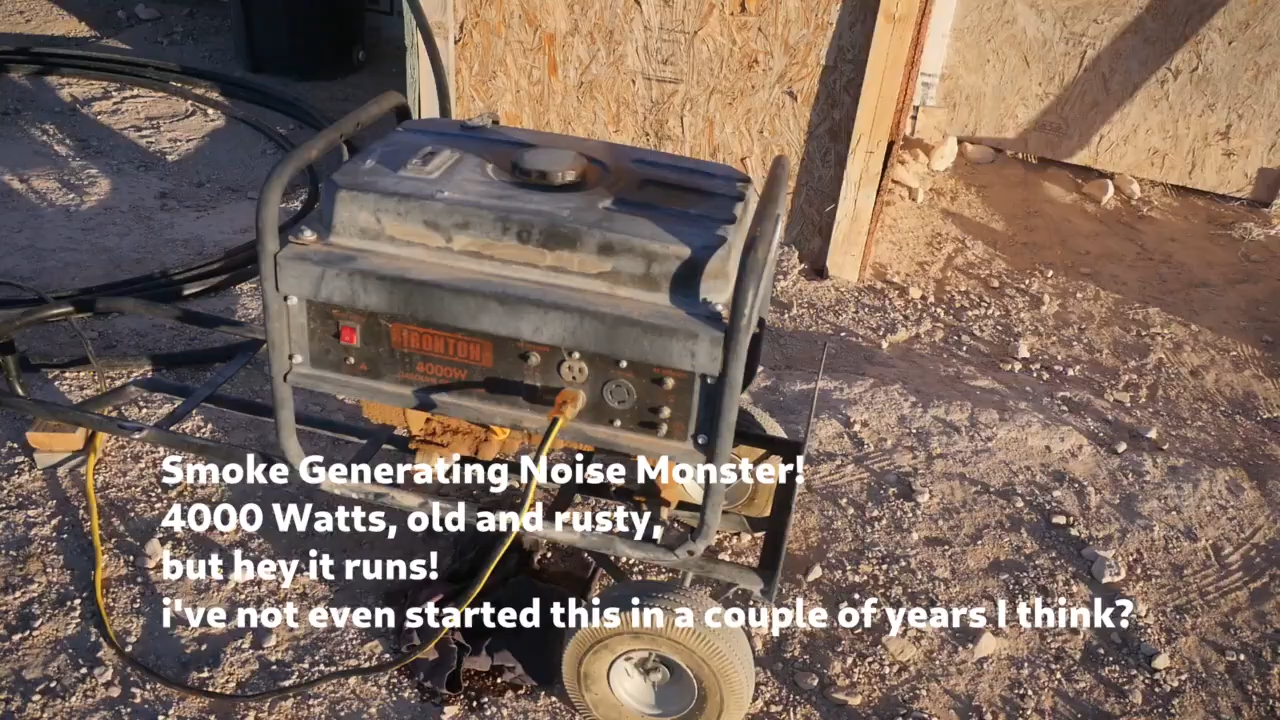 IRONTON
4000W
Smoke Generating Noise Monster!
4000 Watts, old and rusty,
but hey it runs!
i've not even started this in a couple of years I think?